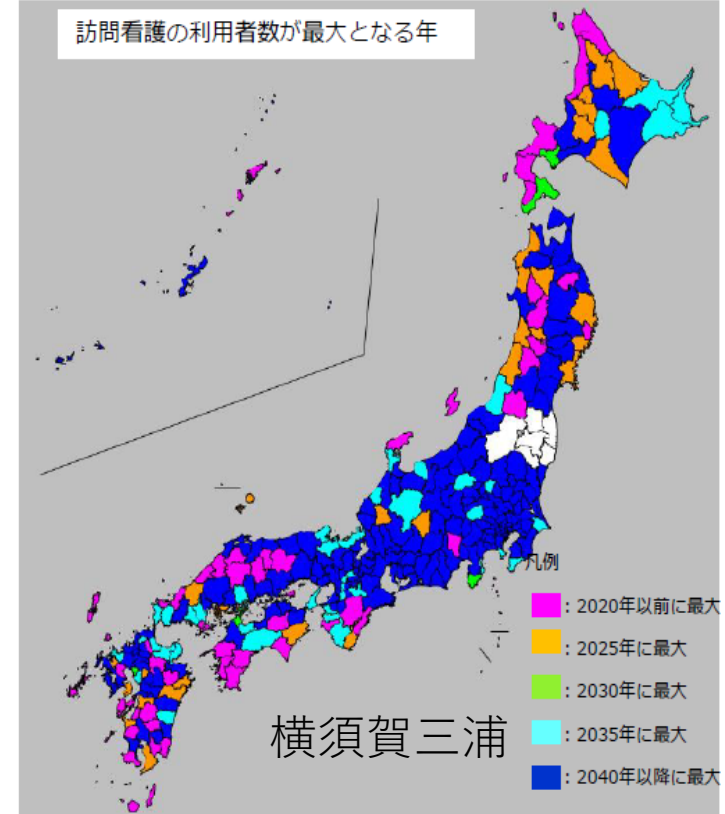 訪問看護の利用者数が最大となる年
凡例
：2020年以前に最大
：2025年に最大
：2030年に最大
：2035年に最大
：2040年以降に最大
横須賀三浦